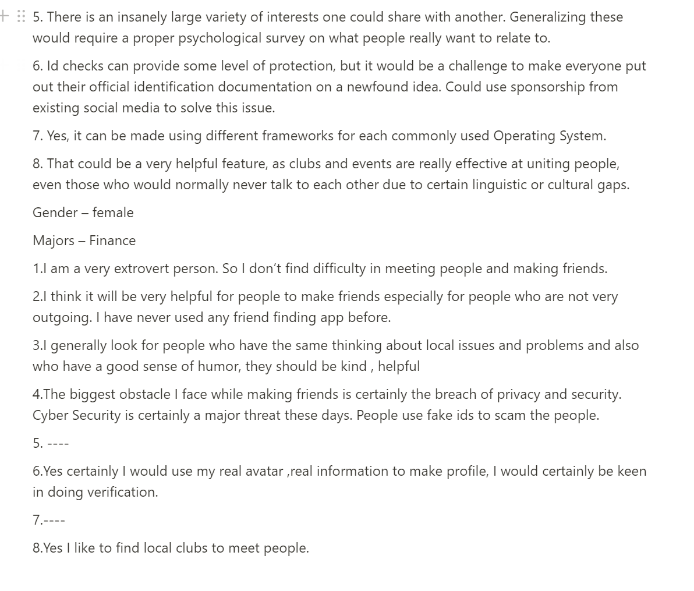 5. There is an insanely large variety of interests one could share with another. Generalizing these
would require a proper psychological survey on what people really want to relate to.
6. Id checks can provide some level of protection, but it would be a challenge to make everyone put
out their official identification documentation on a newfound idea. Could use sponsorship from
existing social media to solve this issue.
7. Yes, it can be made using different frameworks for each commonly used Operating System.
8. That could be a very helpful feature, as clubs and events are really effective at uniting people,
even those who would normally never talk to each other due to certain linguistic or cultural gaps.
Gender – female
Majors – Finance
1.I am a very extrovert person. So I don’t find difficulty in meeting people and making friends.
2.I think it will be very helpful for people to make friends especially for people who are not very
outgoing. I have never used any friend finding app before.
3.I generally look for people who have the same thinking about local issues and problems and also
who have a good sense of humor, they should be kind , helpful
4.The biggest obstacle I face while making friends is certainly the breach of privacy and security.
Cyber Security is certainly a major threat these days. People use fake ids to scam the people.
5. ----
6.Yes certainly I would use my real avatar ,real information to make profile, I would certainly be keen
in doing verification.
7.----
8.Yes I like to find local clubs to meet people.